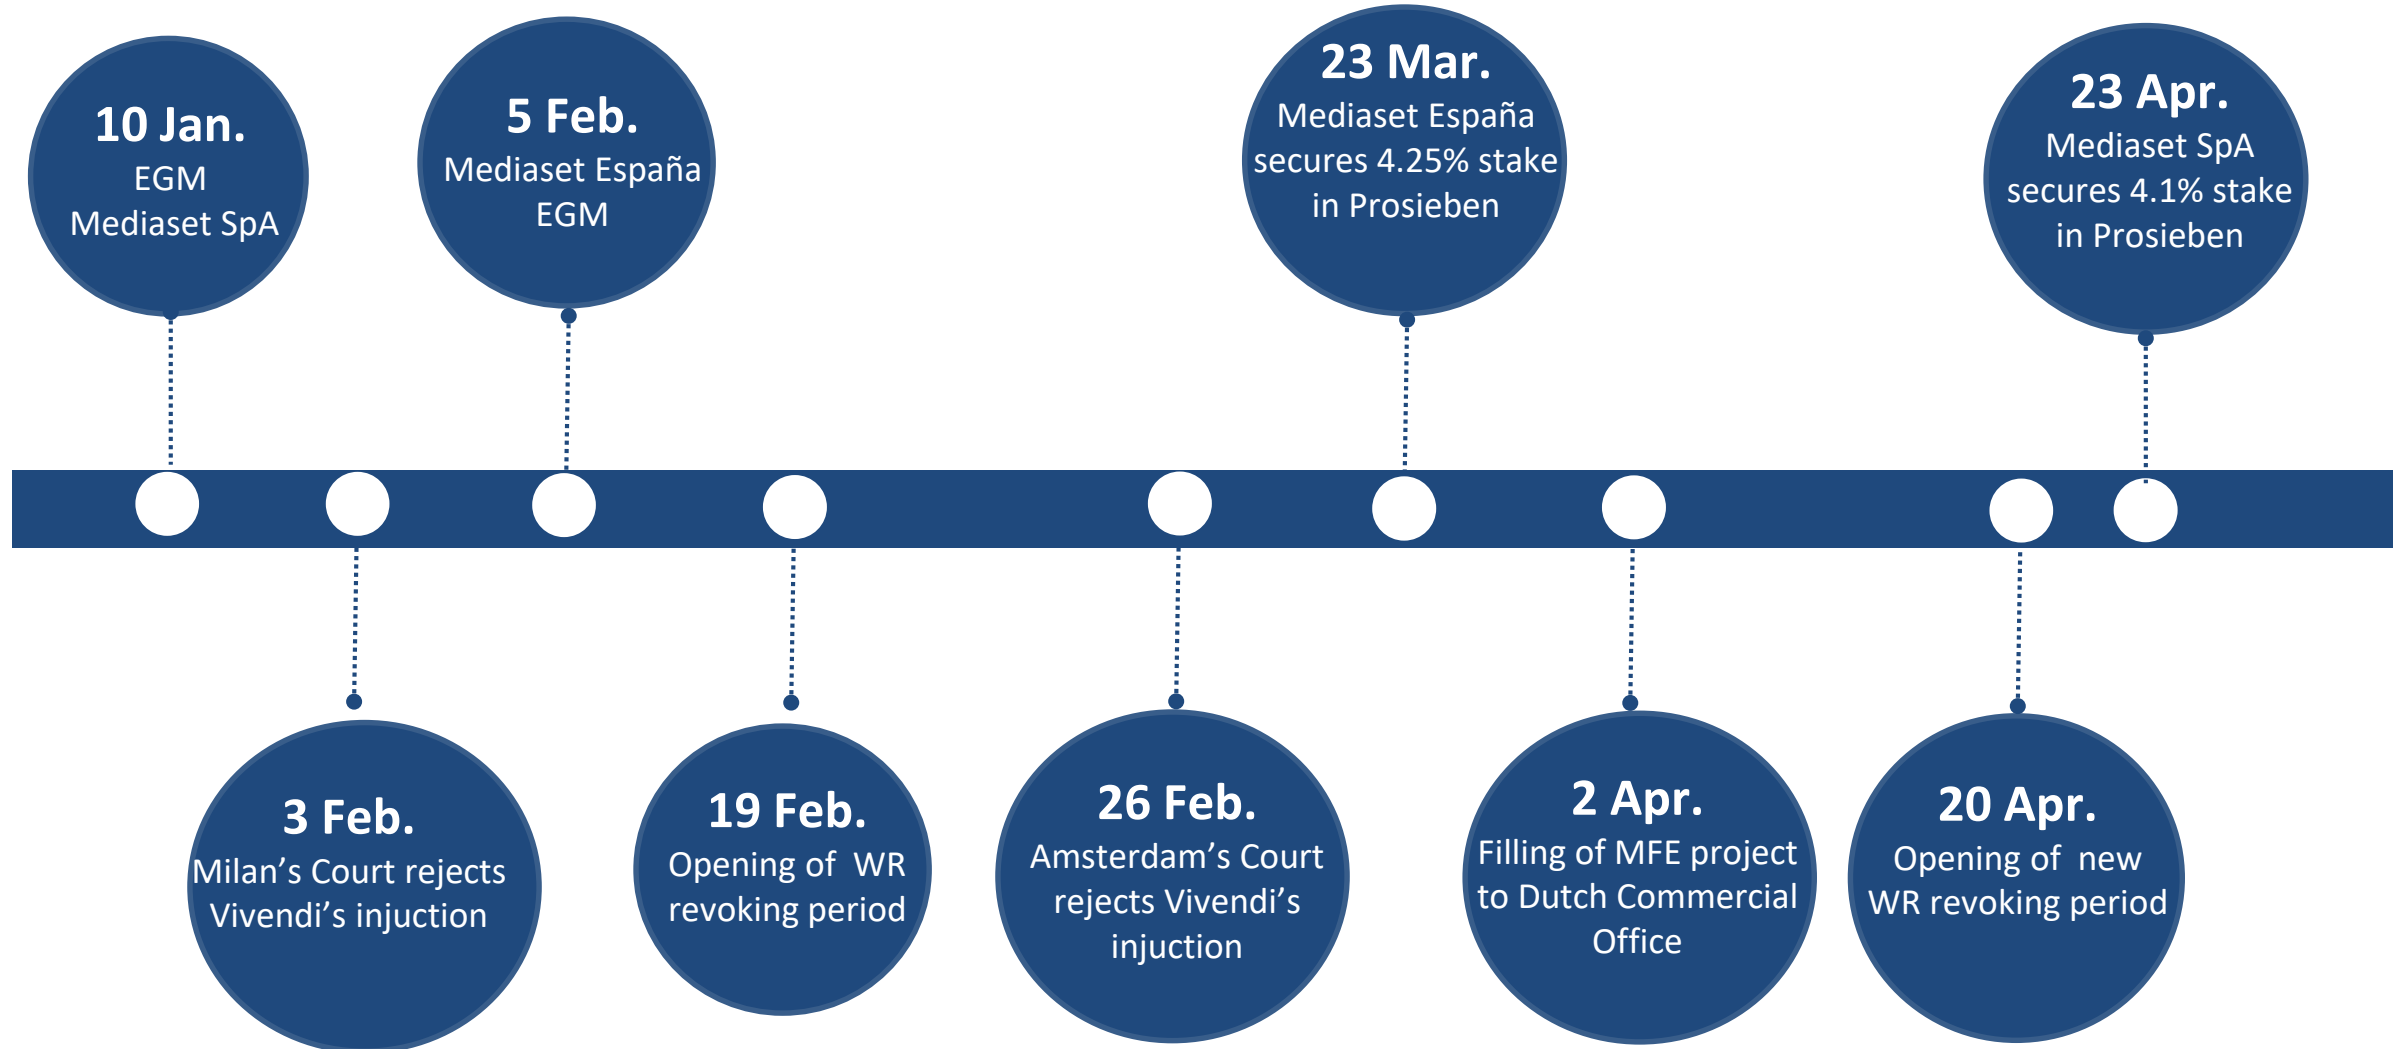 10 Jan.
EGM
Mediaset SpA
5 Feb.
Mediaset España
EGM
23 Mar.
Mediaset España
secures 4.25% stake
in Prosieben
23 Apr.
Mediaset SpA
secures 4.1% stake
in Prosieben
3 Feb.
Milan’s Court rejects
Vivendi’s injuction
19 Feb.
Opening of  WR
revoking period
26 Feb.
Amsterdam’s Court
rejects Vivendi’s
injuction
2 Apr.
Filling of MFE project
to Dutch Commercial
Office
20 Apr.
Opening of  new
WR revoking period